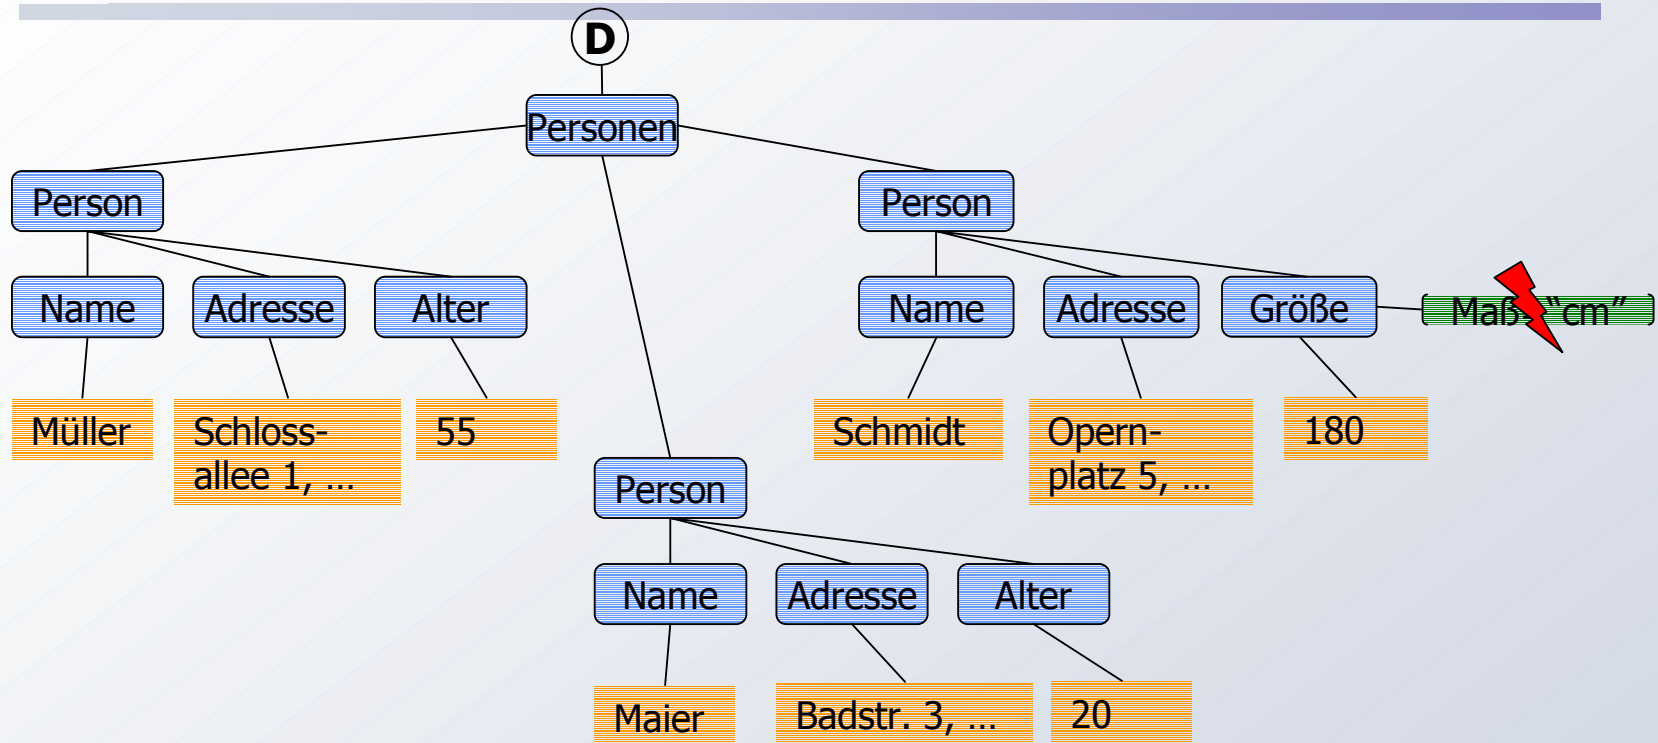 D
Personen
Person
Person
Name
Adresse
Alter
Name
Adresse
Größe
Maß: “cm”
Müller
Schloss-
allee 1, ...
55
Schmidt
Opern-
platz 5, ...
180
Person
Name
Adresse
Alter
Maier
Badstr. 3, ...
20